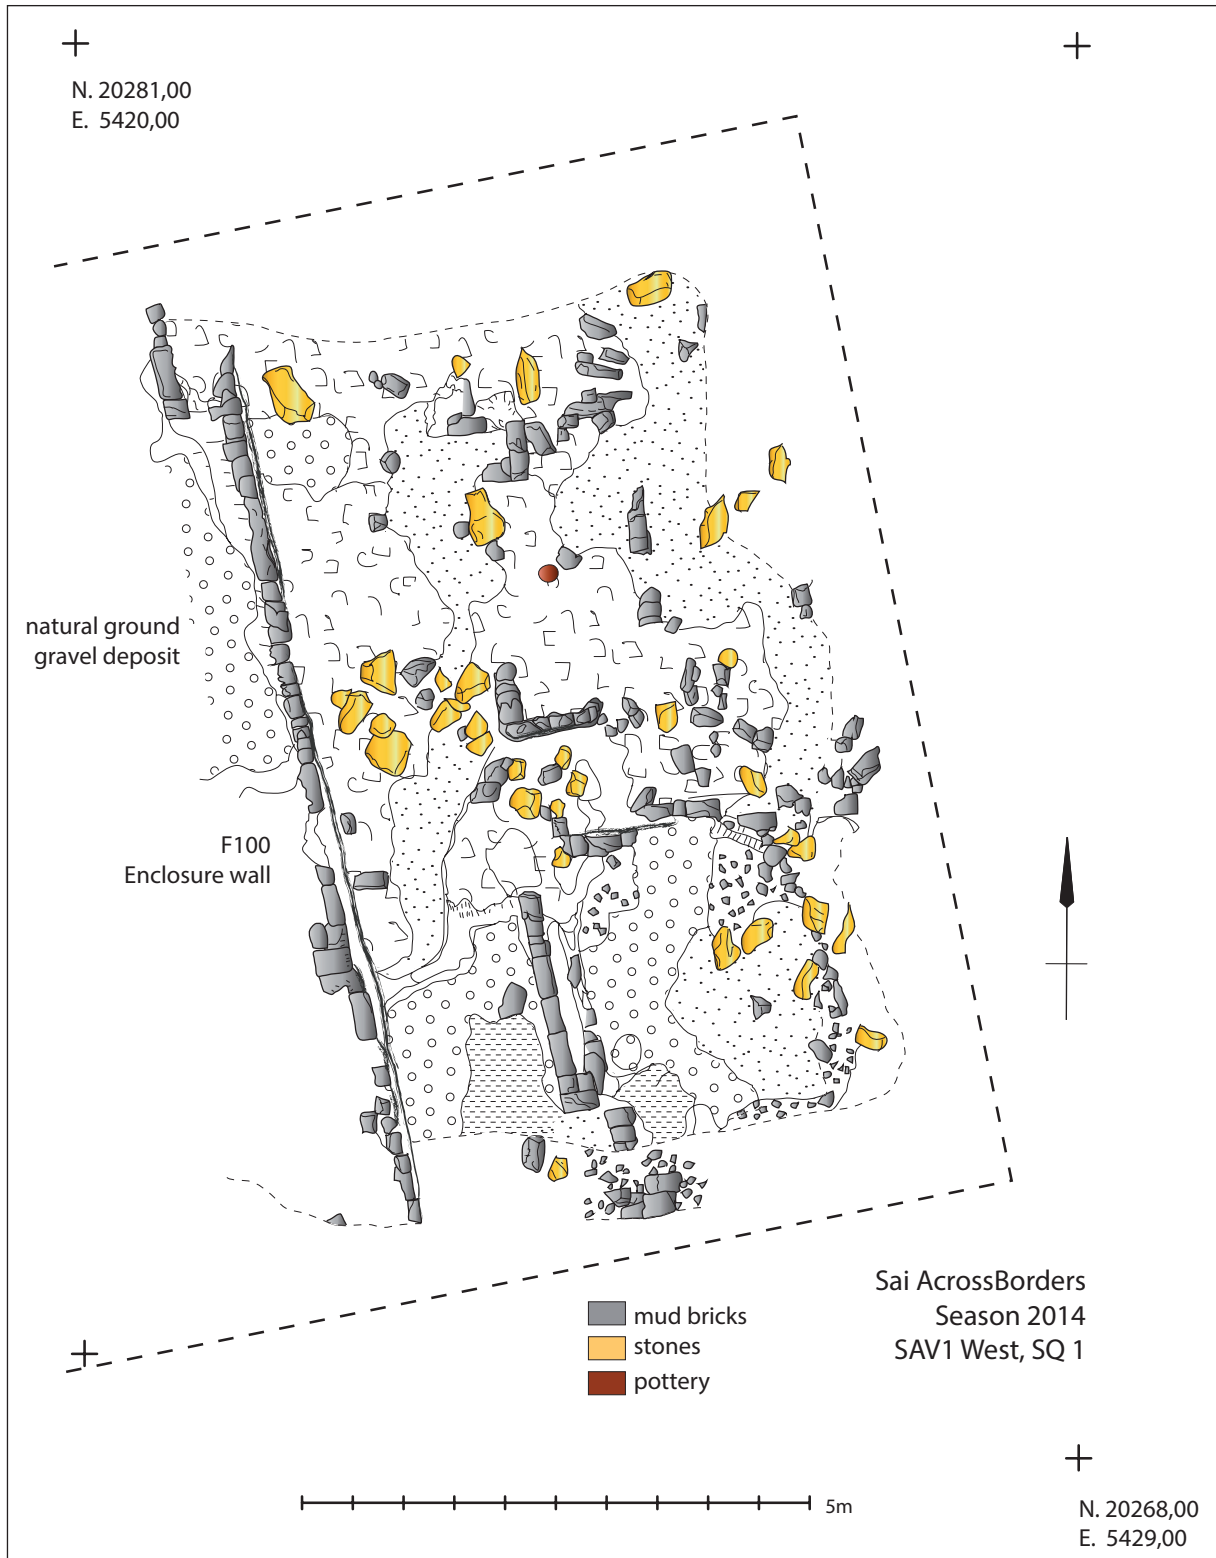 N. 20281,00
E. 5420,00
natural ground
gravel deposit
F100
Enclosure wall
Sai AcrossBorders
Season 2014
SAV1 West, SQ 1
mud bricks
stones
pottery
5m
N. 20268,00
E. 5429,00